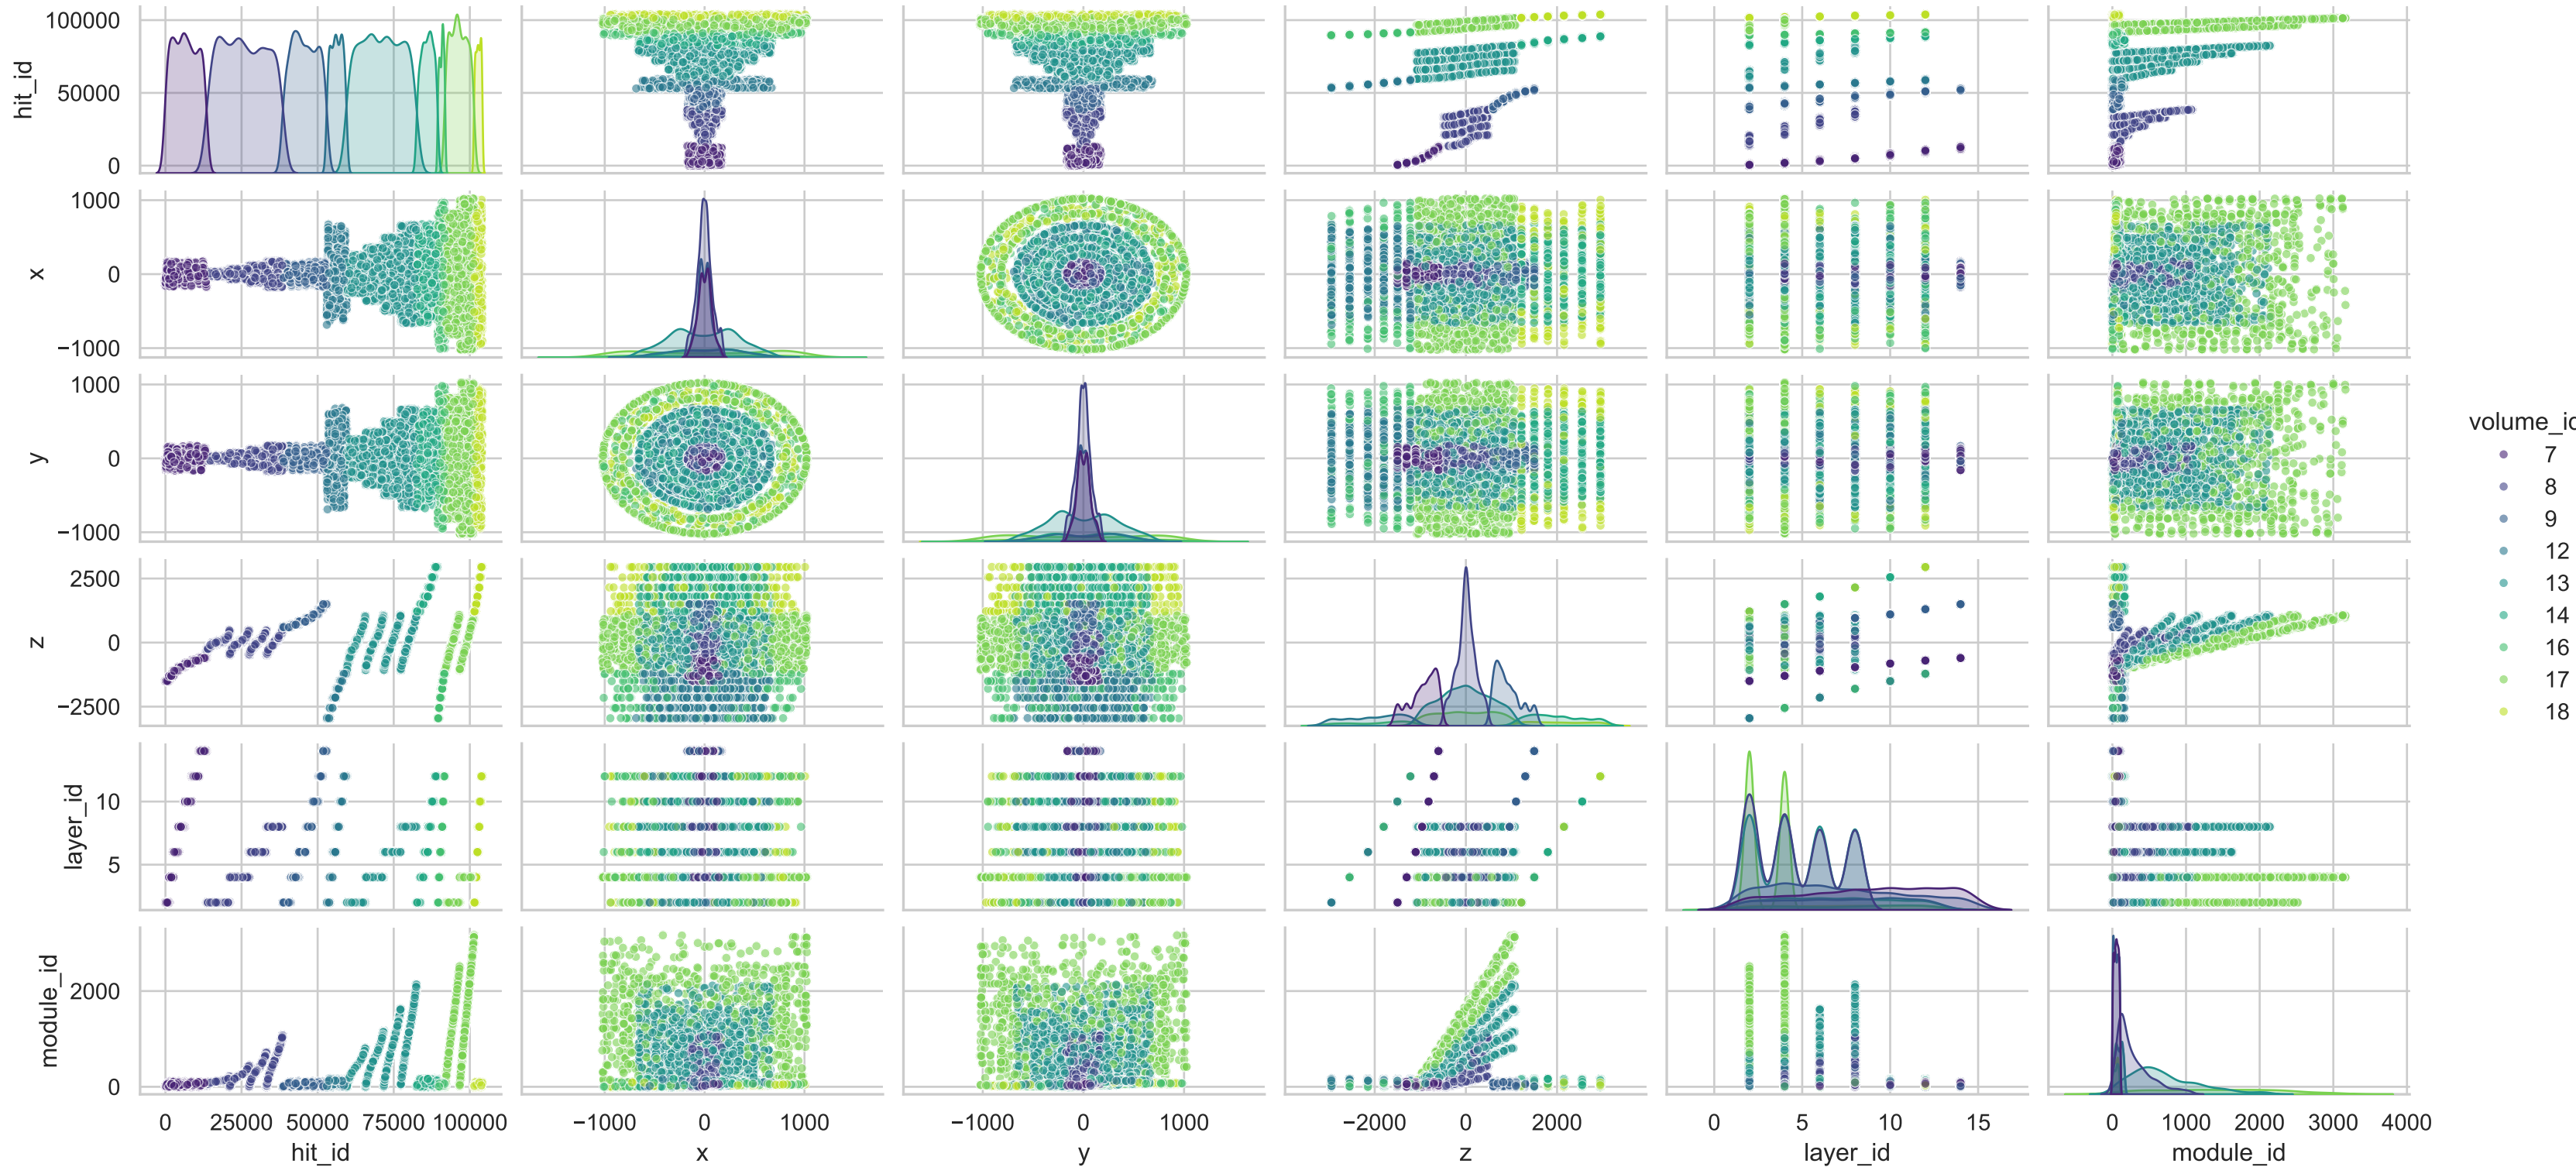 hit_id
100000
50000
0
x
1000
0
−1000
y
1000
0
−1000
z
2500
0
−2500
layer_id
10
5
module_id
2000
0
0 25000 50000 75000 100000
hit_id
−1000 0 1000
x
−1000 0 1000
y
−2000 0 2000
z
0 5 10 15
layer_id
0 1000 2000 3000 4000
module_id
volume_id
7
8
9
12
13
14
16
17
18